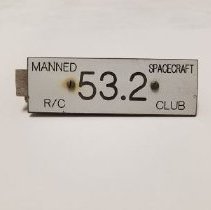 MANNED SPACECRAFT
53.2
R/C CLUB